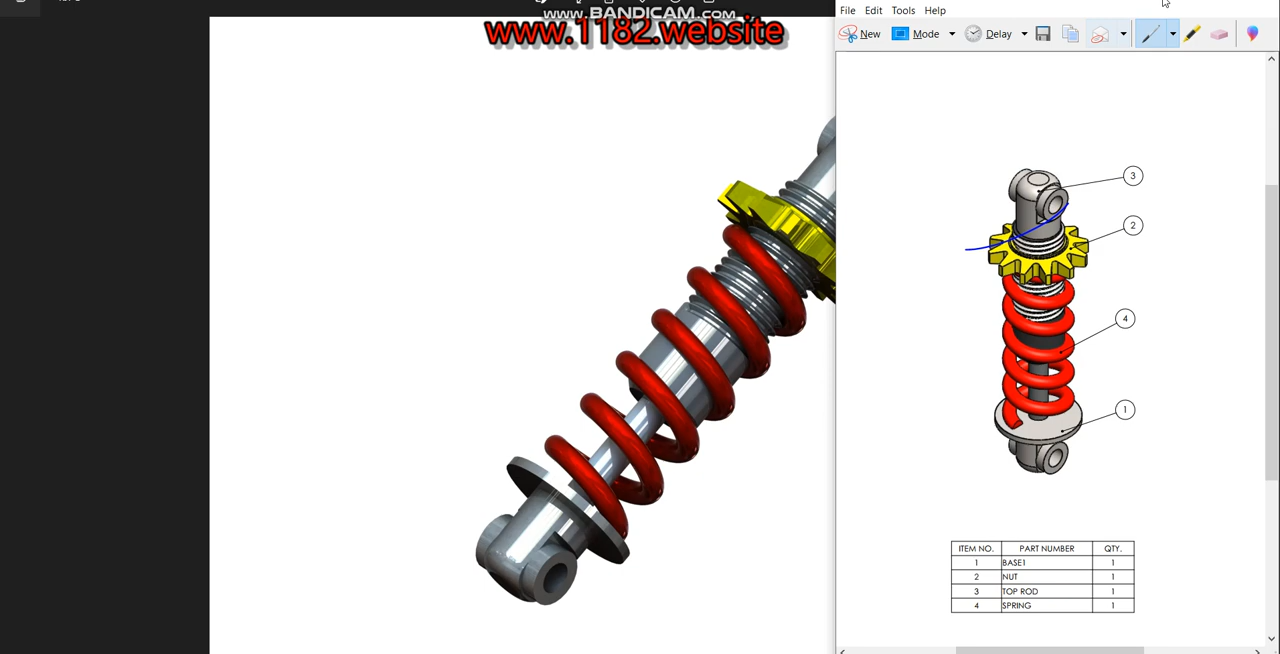 www.BANDICAM.com
www.1182.website
File Edit Tools Help
New Mode Delay
3
2
4
1
ITEM NO. PART NUMBER QTY.
1 BASE1 1
2 NUT 1
3 TOP ROD 1
4 SPRING 1